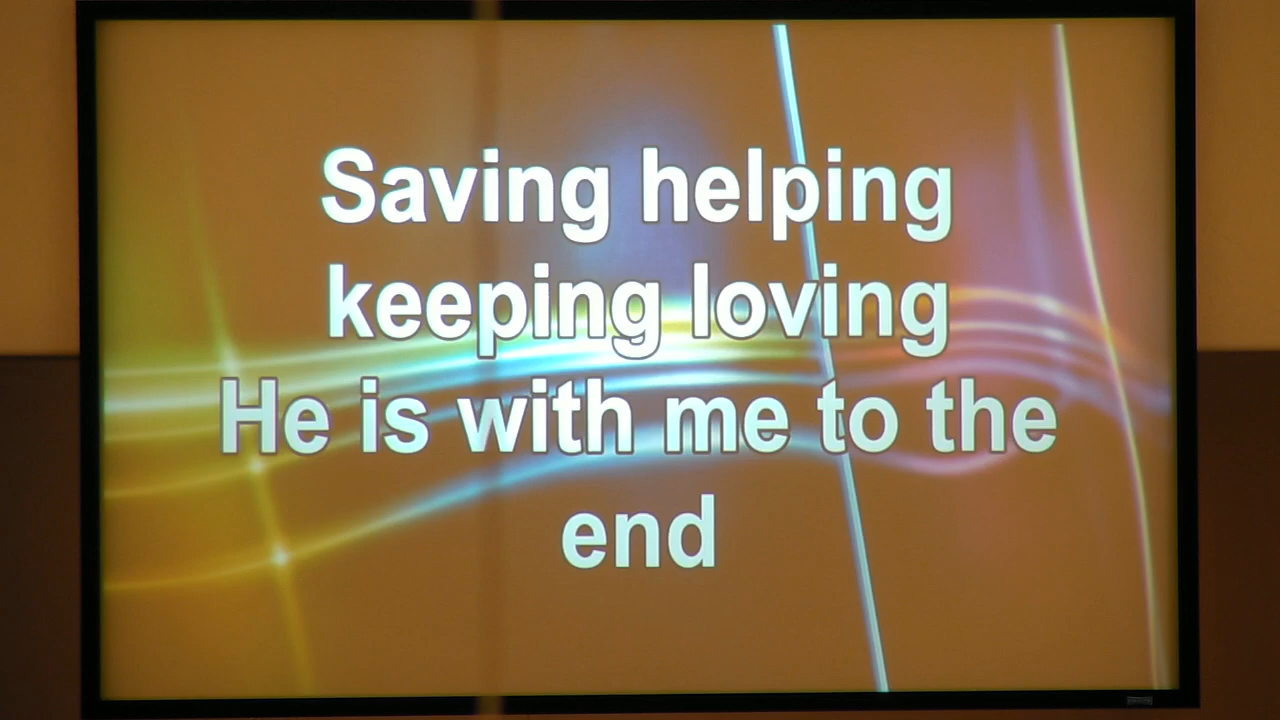 Saving helping
keeping loving
He is with me to the
end